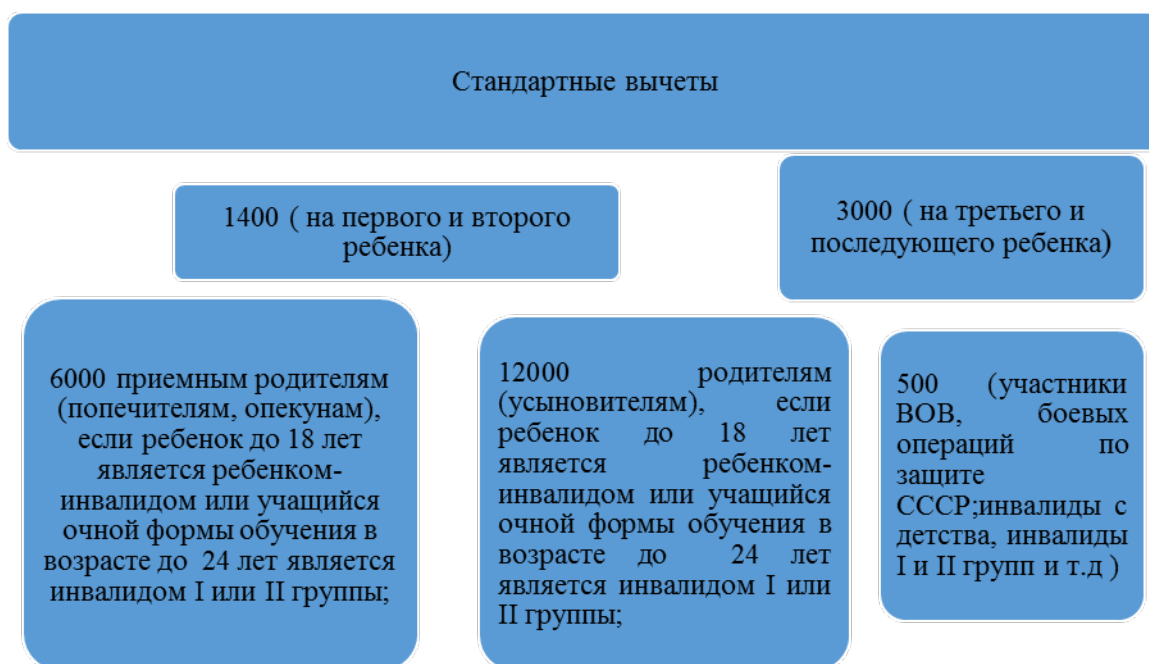 Стандартные вычеты
1400 ( на первого и второго
ребенка)
3000 ( на третьего и
последующего ребенка)
6000 приемным родителям
(попечителям, опекунам),
если ребенок до 18 лет
является ребенком-
инвалидом или учащийся
очной формы обучения в
возрасте до 24 лет является
инвалидом I или II группы;
12000 родителям
(усыновителям), если
ребенок до 18 лет
является ребенком-
инвалидом или учащийся
очной формы обучения в
возрасте до 24 лет
является инвалидом I или
II группы;
500 (участники
ВОВ, боевых
операций по
защите
СССР;инвалиды с
детства, инвалиды
I и II групп и т.д )